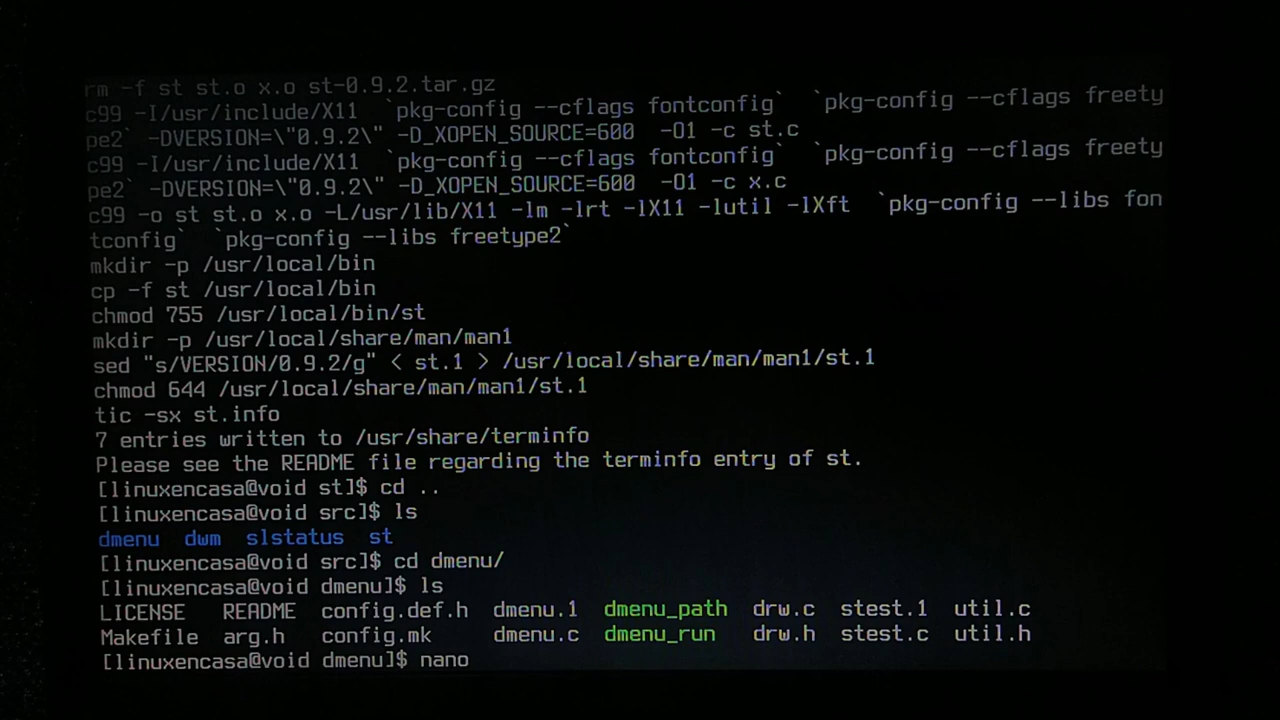 rm -f st st.o x.o st-0.9.2.tar.gz
c99 -I/usr/include/X11  `pkg-config --cflags fontconfig`  `pkg-config --cflags freety
pe2` -DVERSION=\"0.9.2\" -D_XOPEN_SOURCE=600  -O1 -c st.c
c99 -I/usr/include/X11  `pkg-config --cflags fontconfig`  `pkg-config --cflags freety
pe2` -DVERSION=\"0.9.2\" -D_XOPEN_SOURCE=600  -O1 -c x.c
c99 -o st st.o x.o -L/usr/lib/X11 -lm -lrt -lX11 -lutil -lXft  `pkg-config --libs fon
tconfig`  `pkg-config --libs freetype2`
mkdir -p /usr/local/bin
cp -f st /usr/local/bin
chmod 755 /usr/local/bin/st
mkdir -p /usr/local/share/man/man1
sed "s/VERSION/0.9.2/g" < st.1 > /usr/local/share/man/man1/st.1
chmod 644 /usr/local/share/man/man1/st.1
tic -sx st.info
7 entries written to /usr/share/terminfo
Please see the README file regarding the terminfo entry of st.
[linuxencasa@void st]$ cd ..
[linuxencasa@void src]$ ls
dmenu  dwm  slstatus  st
[linuxencasa@void src]$ cd dmenu/
[linuxencasa@void dmenu]$ ls
LICENSE   README  config.def.h  dmenu.1  dmenu_path  drw.c  stest.1  util.c
Makefile  arg.h   config.mk     dmenu.c  dmenu_run   drw.h  stest.c  util.h
[linuxencasa@void dmenu]$ nano